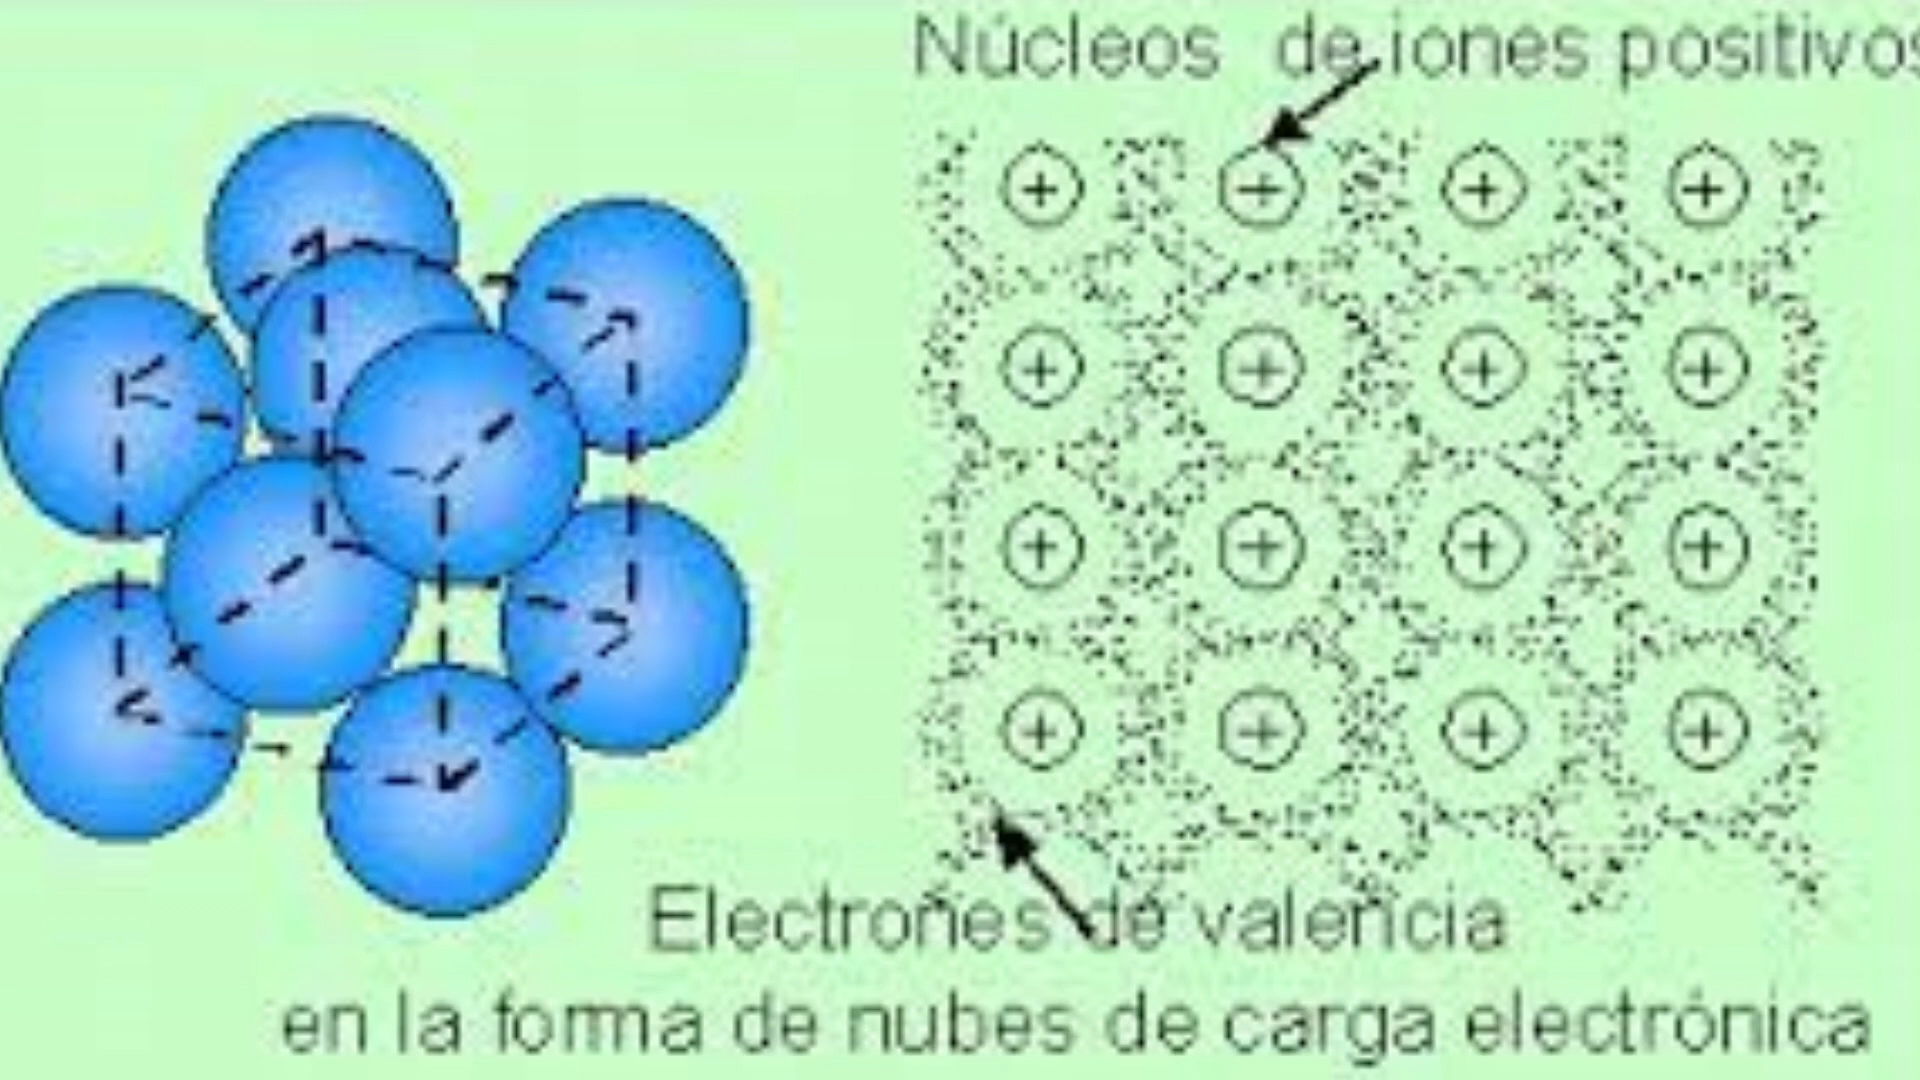 Núcleos de iones positivos
Electrones de valencia
en la forma de nubes de carga electrónica